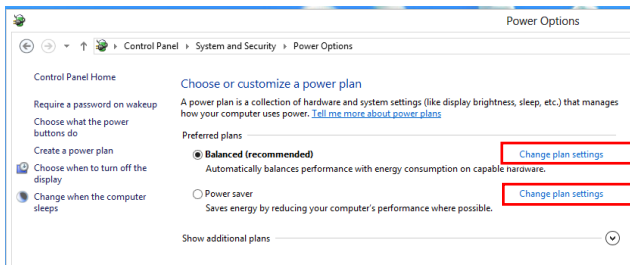 Power Options
Control Panel ▸ System and Security ▸ Power Options
Control Panel Home
Require a password on wakeup
Choose what the power
buttons do
Create a power plan
Choose when to turn off the
display
Change when the computer
sleeps
Choose or customize a power plan
A power plan is a collection of hardware and system settings (like display brightness, sleep, etc.) that manages
how your computer uses power. Tell me more about power plans
Preferred plans
Balanced (recommended) Change plan settings
Automatically balances performance with energy consumption on capable hardware.
Power saver Change plan settings
Saves energy by reducing your computer's performance where possible.
Show additional plans